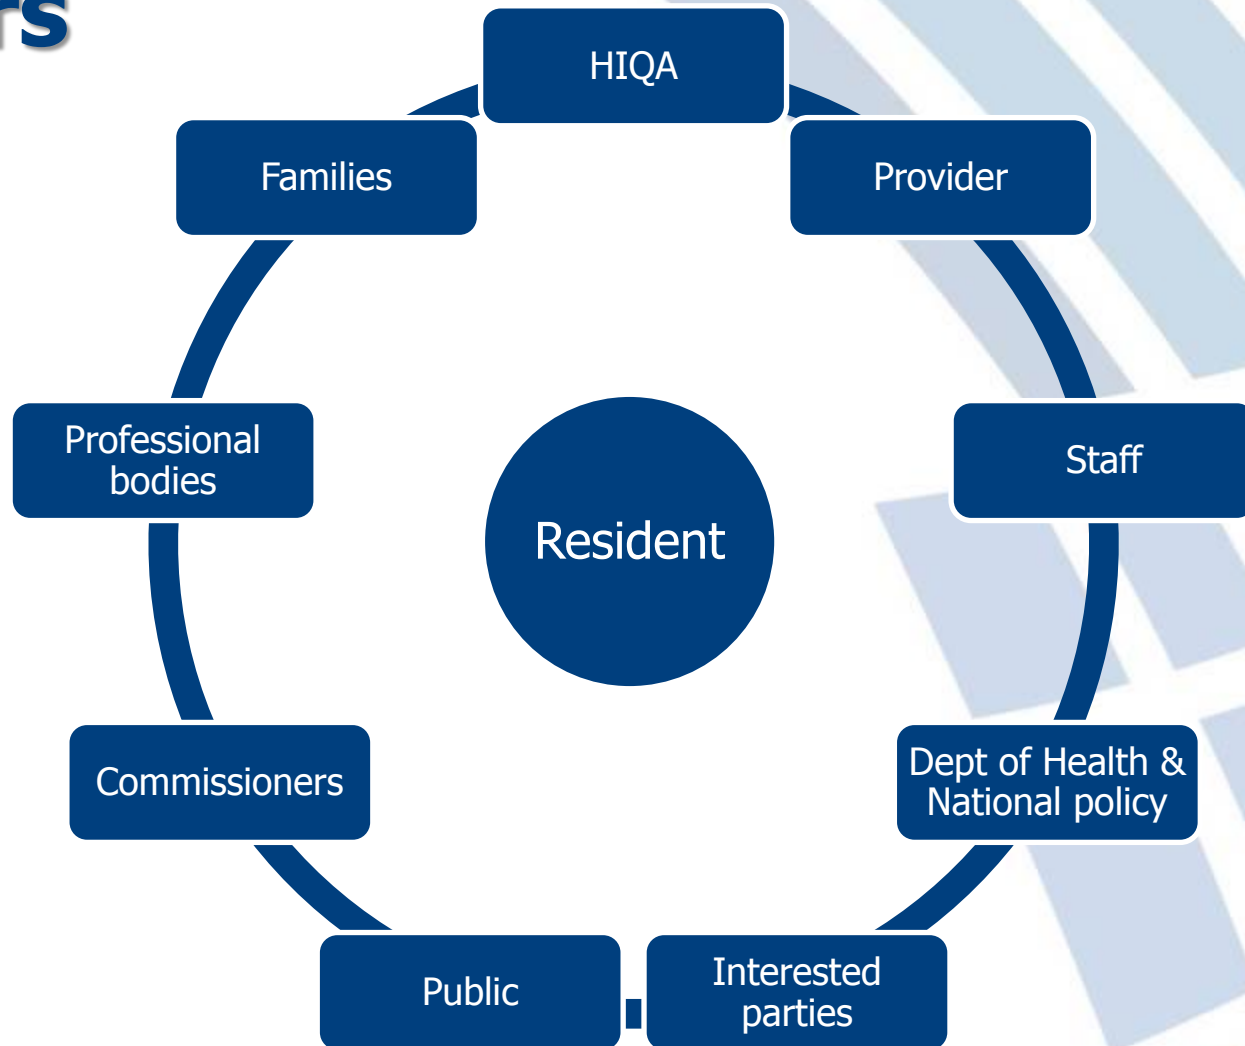 rs
HIQA
Provider
Staff
Dept of Health &
National policy
Interested
parties
Public
Commissioners
Professional
bodies
Families
Resident